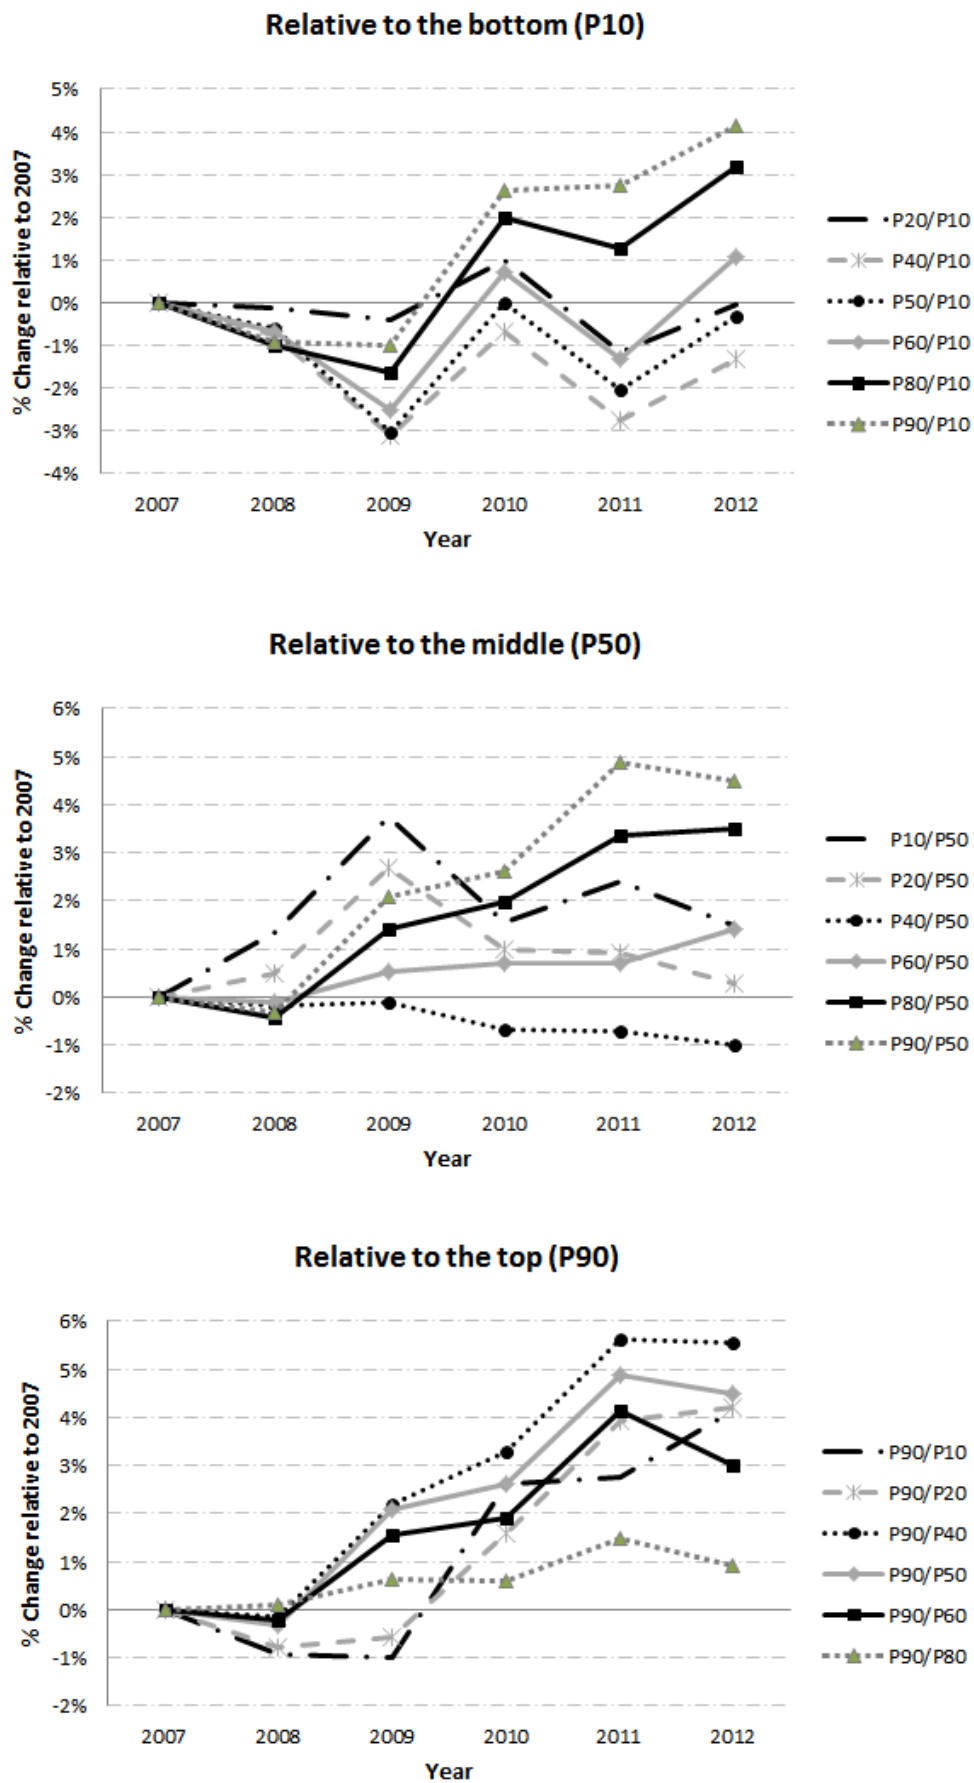 Relative to the bottom (P10)
% Change relative to 2007
5%
4%
3%
2%
1%
0%
-1%
-2%
-3%
-4%
2007 2008 2009 2010 2011 2012
Year
P20/P10
P40/P10
P50/P10
P60/P10
P80/P10
P90/P10
Relative to the middle (P50)
% Change relative to 2007
6%
5%
4%
3%
2%
1%
0%
-1%
-2%
2007 2008 2009 2010 2011 2012
Year
P10/P50
P20/P50
P40/P50
P60/P50
P80/P50
P90/P50
Relative to the top (P90)
% Change relative to 2007
6%
5%
4%
3%
2%
1%
0%
-1%
-2%
2007 2008 2009 2010 2011 2012
Year
P90/P10
P90/P20
P90/P40
P90/P50
P90/P60
P90/P80